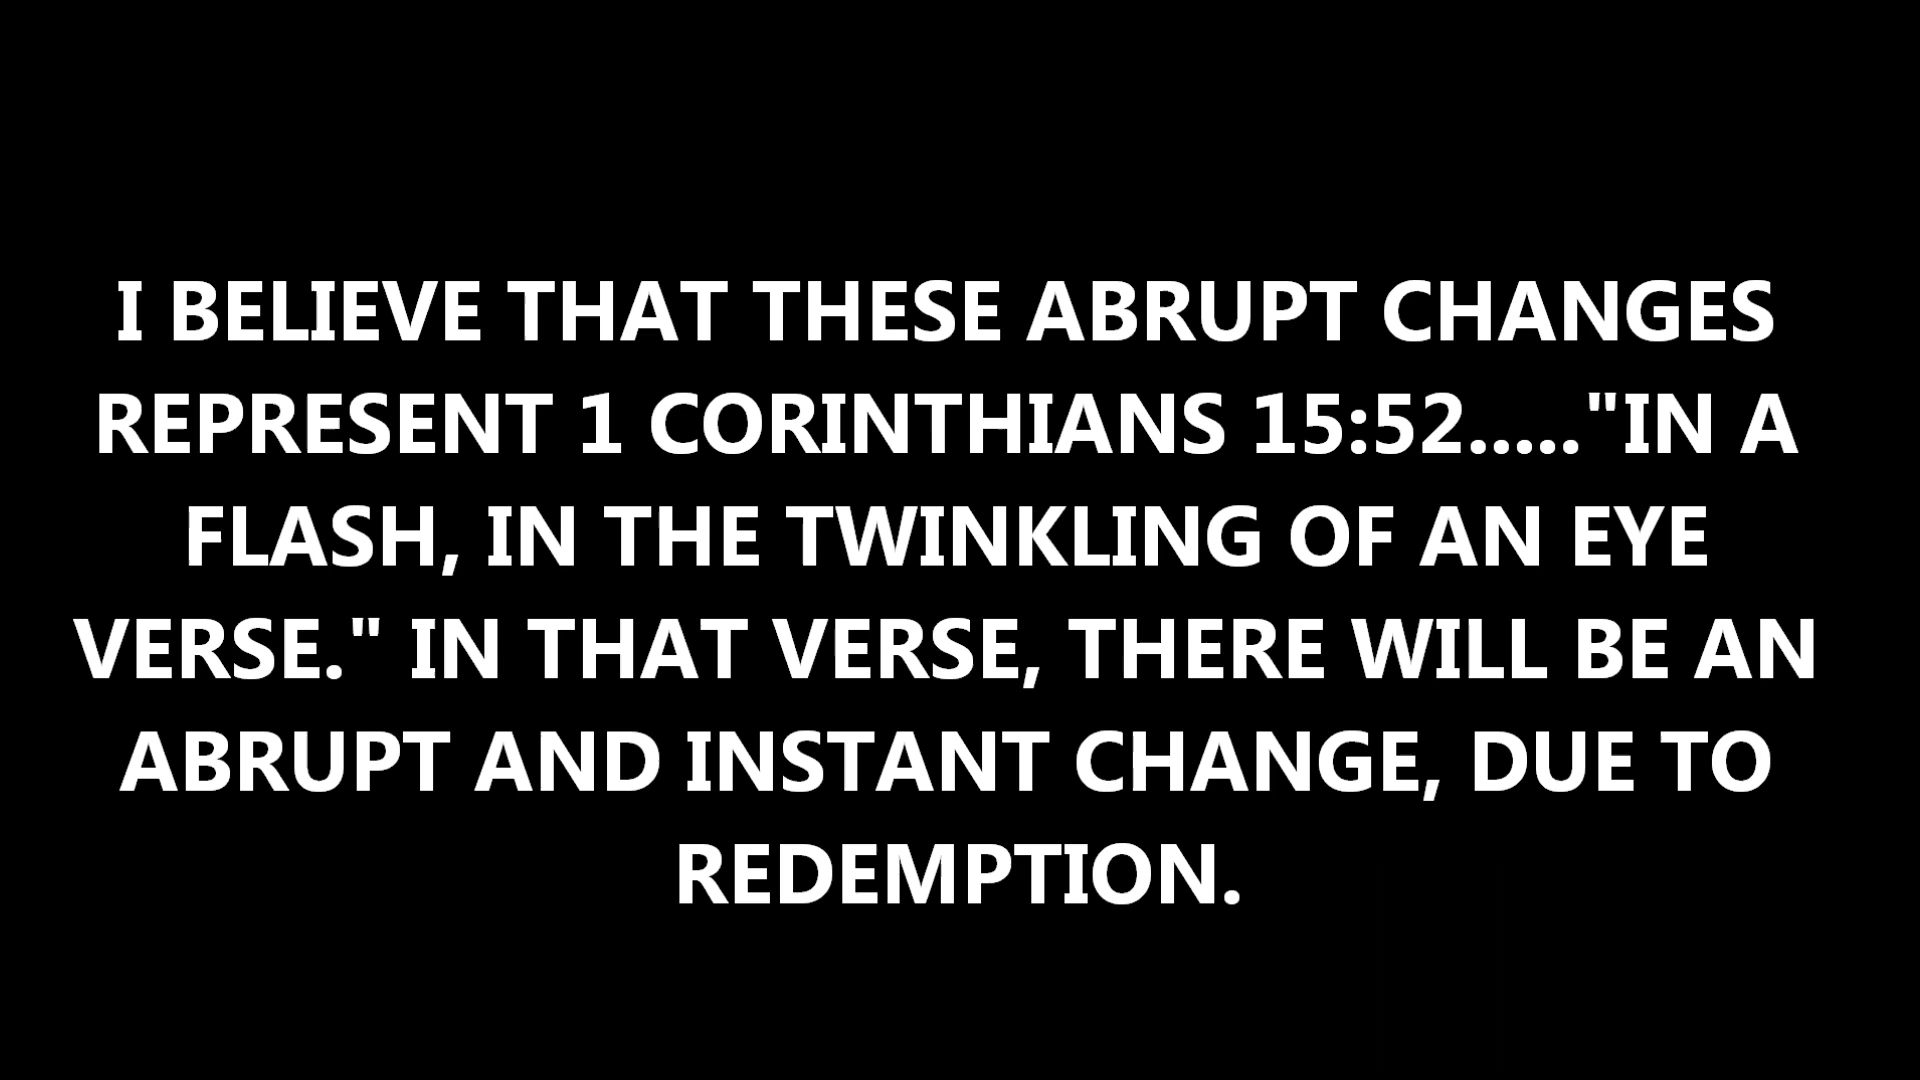 I BELIEVE THAT THESE ABRUPT CHANGES
REPRESENT 1 CORINTHIANS 15:52....."IN A
FLASH, IN THE TWINKLING OF AN EYE
VERSE." IN THAT VERSE, THERE WILL BE AN
ABRUPT AND INSTANT CHANGE, DUE TO
REDEMPTION.